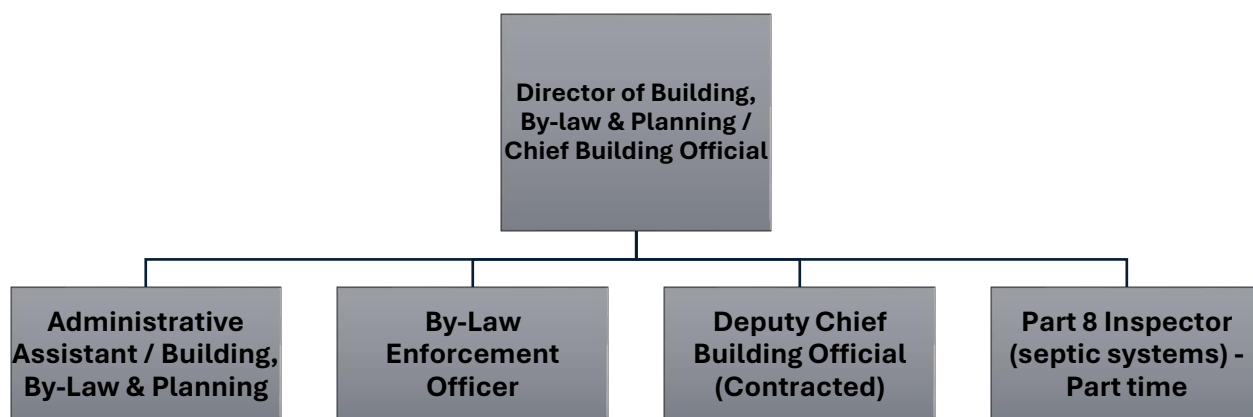 Director of Building,
By-law & Planning /
Chief Building Official
Administrative
Assistant / Building,
By-Law & Planning
By-Law
Enforcement
Officer
Deputy Chief
Building Official
(Contracted)
Part 8 Inspector
(septic systems) -
Part time